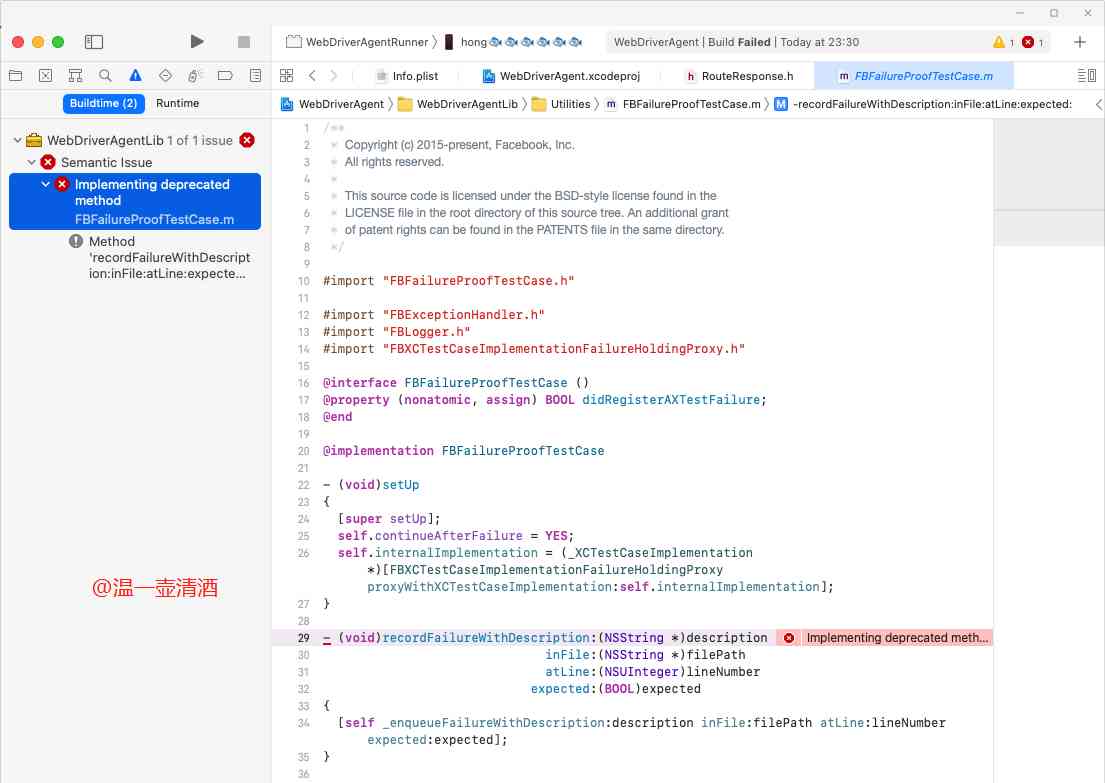 WebDriverAgentRunner 〉 hong🐟🐟🐟🐟🐟🐟
WebDriverAgent | Build Failed | Today at 23:30
1
1
Info.plist
WebDriverAgent.xcodeproj
h RouteResponse.h
m FBFailureProofTestCase.m
Buildtime (2) Runtime
WebDriverAgent 〉 WebDriverAgentLib 〉 Utilities 〉 m FBFailureProofTestCase.m 〉 M -recordFailureWithDescription:inFile:atLine:expected:
WebDriverAgentLib 1 of 1 issue
Semantic Issue
Implementing deprecated
method
FBFailureProofTestCase.m
Method
'recordFailureWithDescript
ion:inFile:atLine:expecte...
@温一壶清酒
1 /**
2 * Copyright (c) 2015-present, Facebook, Inc.
3 * All rights reserved.
4 *
5 * This source code is licensed under the BSD-style license found in the
6 * LICENSE file in the root directory of this source tree. An additional grant
7 * of patent rights can be found in the PATENTS file in the same directory.
8 */
9
10 #import "FBFailureProofTestCase.h"
11
12 #import "FBExceptionHandler.h"
13 #import "FBLogger.h"
14 #import "FBXCTestCaseImplementationFailureHoldingProxy.h"
15
16 @interface FBFailureProofTestCase ()
17 @property (nonatomic, assign) BOOL didRegisterAXTestFailure;
18 @end
19
20 @implementation FBFailureProofTestCase
21
22 - (void)setUp
23 {
24 [super setUp];
25 self.continueAfterFailure = YES;
26 self.internalImplementation = (_XCTestCaseImplementation
*)[FBXCTestCaseImplementationFailureHoldingProxy
proxyWithXCTestCaseImplementation:self.internalImplementation];
27 }
28
29 - (void)recordFailureWithDescription:(NSString *)description Implementing deprecated meth...
30 inFile:(NSString *)filePath
31 atLine:(NSUInteger)lineNumber
32 expected:(BOOL)expected
33 {
34 [self _enqueueFailureWithDescription:description inFile:filePath atLine:lineNumber
expected:expected];
35 }
36